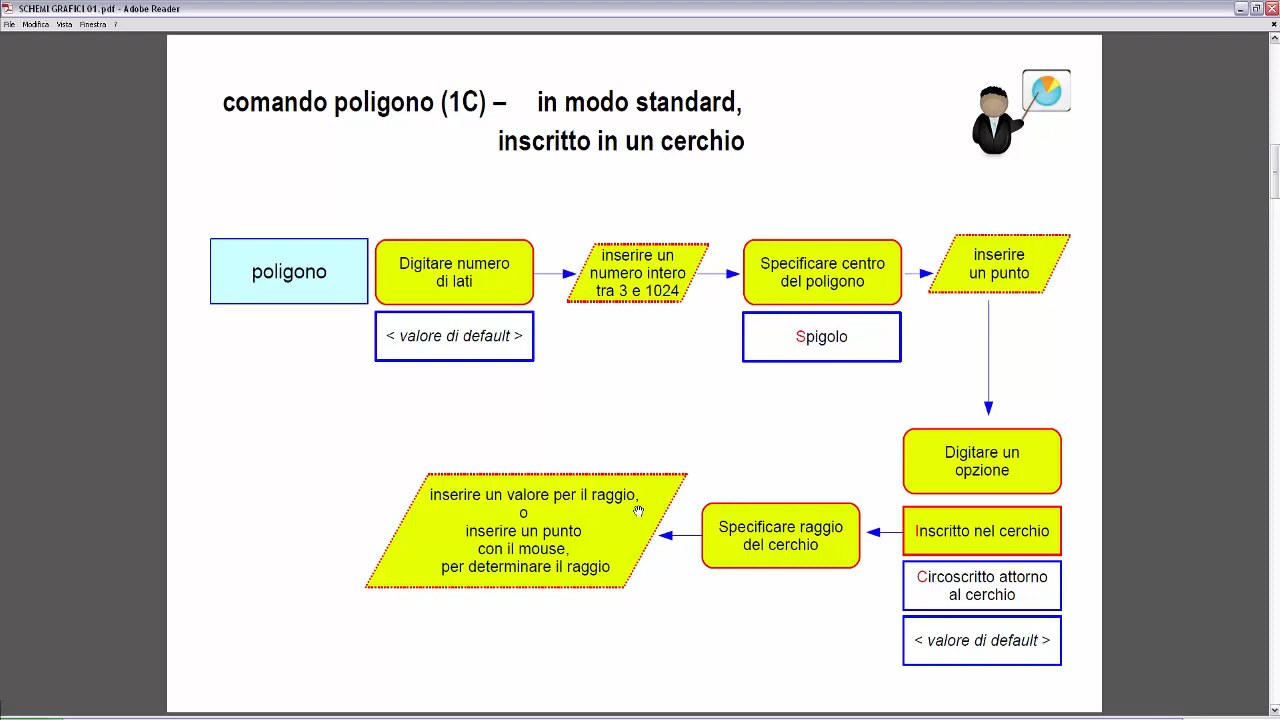 SCHEMI GRAFICI 01.pdf - Adobe Reader
File Modifica Vista Finestra ?
comando poligono (1C) – in modo standard,
inscritto in un cerchio
poligono
Digitare numero
di lati
< valore di default >
inserire un
numero intero
tra 3 e 1024
Specificare centro
del poligono
Spigolo
inserire
un punto
Digitare un
opzione
Inscritto nel cerchio
Circoscritto attorno
al cerchio
< valore di default >
Specificare raggio
del cerchio
inserire un valore per il raggio,
o
inserire un punto
con il mouse,
per determinare il raggio